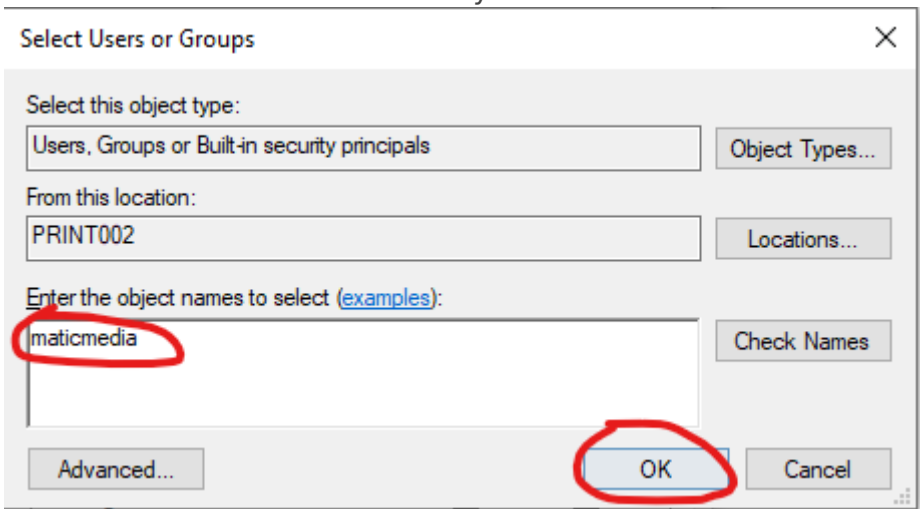 Select Users or Groups
Select this object type:
Users, Groups or Built-in security principals
Object Types...
From this location:
PRINT002
Locations...
Enter the object names to select (examples):
maticmedia
Check Names
Advanced...
OK
Cancel